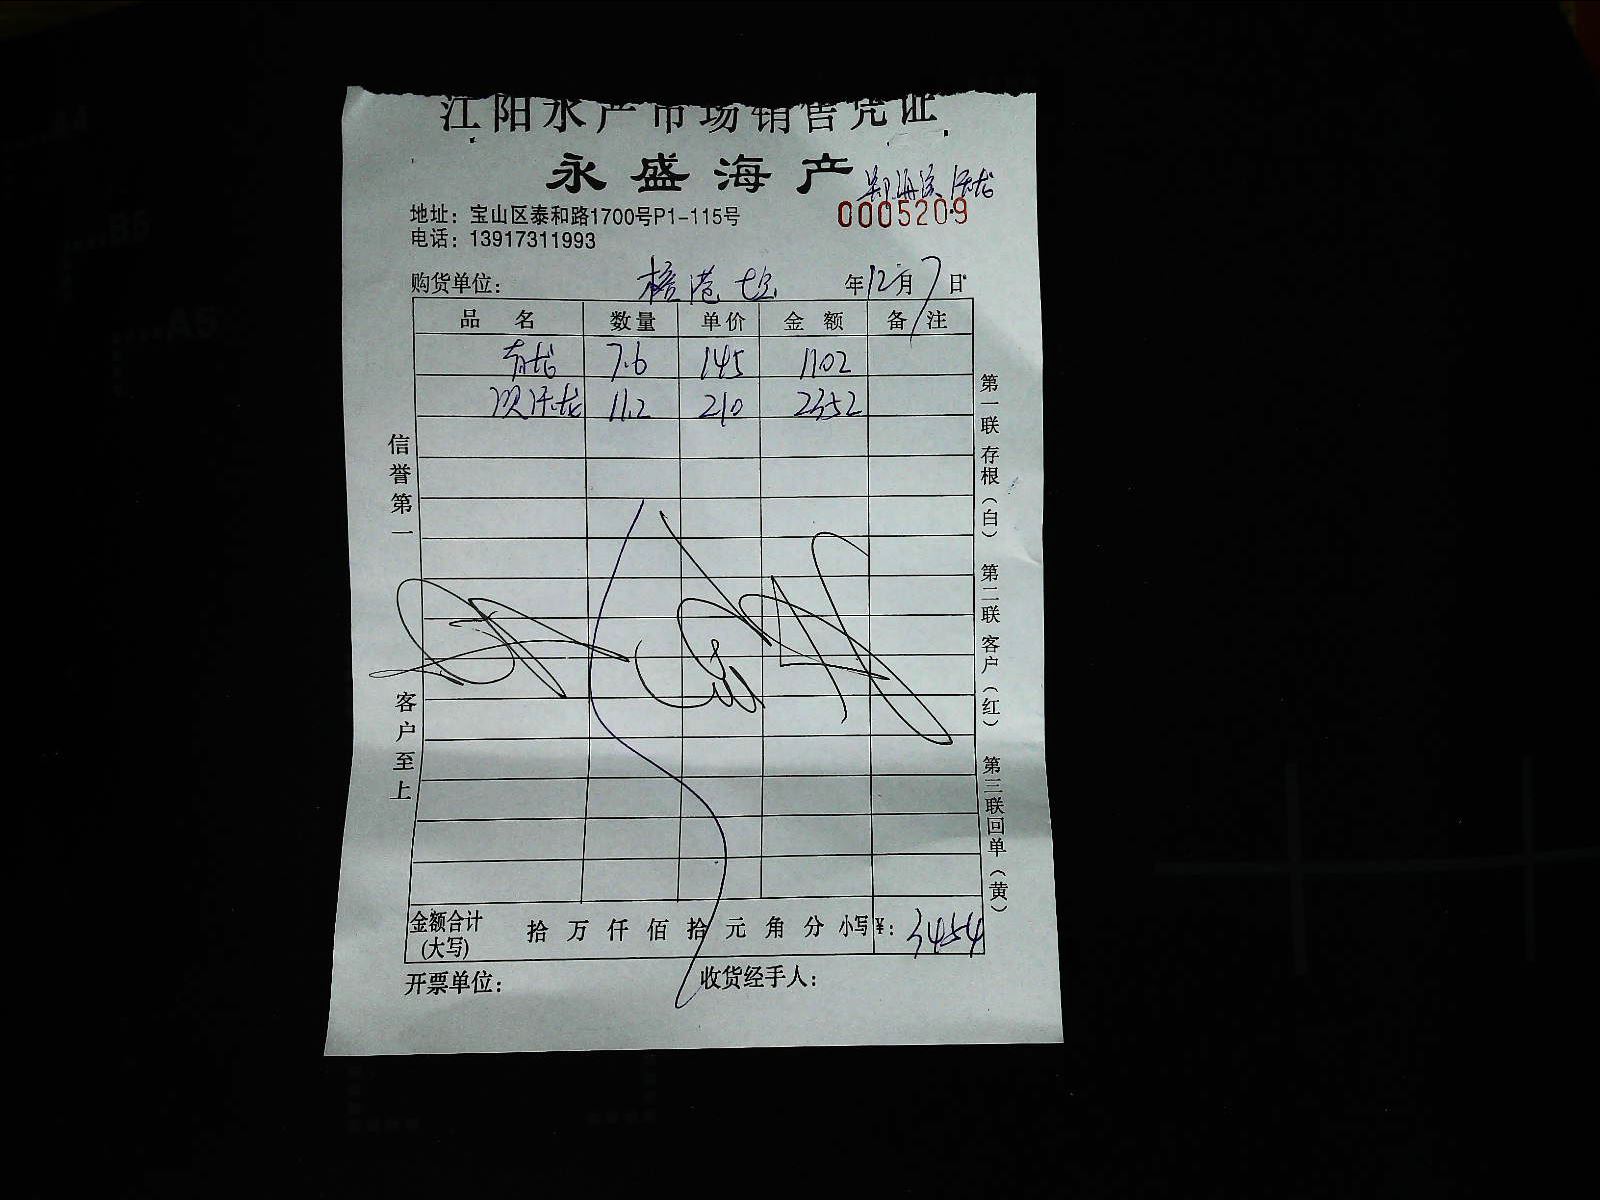 江阳水产市场销售凭证
永盛海产
0005209
地址：宝山区泰和路1700号P1-115号
电话：13917311993
购货单位： 年12月7日
品名 数量 单价 金额 备注
青龙 7.6 145 1102
澳龙 11.2 210 2352
信誉第一 客户至上
第一联 存根（白） 第二联 客户（红） 第三联 回单（黄）
金额合计（大写） 拾 万 仟 佰 拾 元 角 分 小写 ¥：3454
开票单位： 收货经手人：